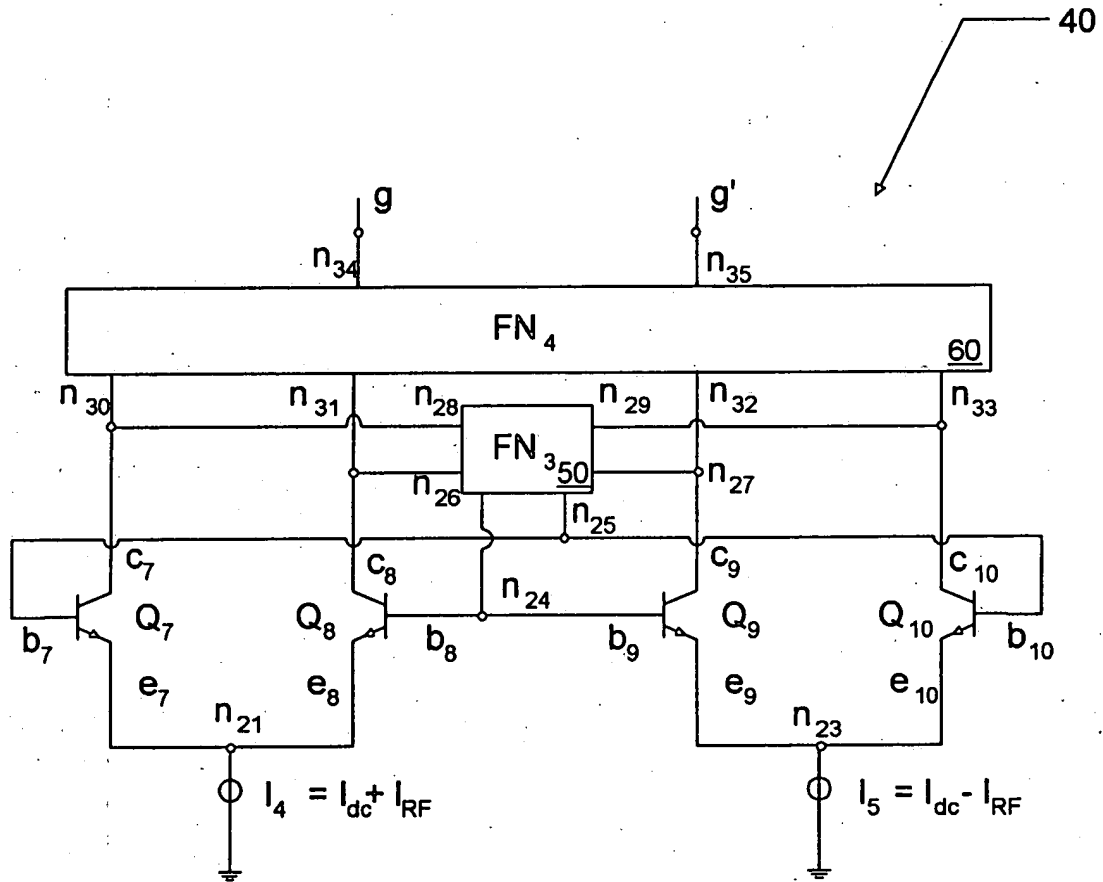 40
g g'
n34 n35
FN4 60
n30 n31 n28 n29 n32 n33
FN3 50
n26 n27
n25
c7 c8 c9 c10
n24
Q7 Q8 Q9 Q10
b7 b8 b9 b10
e7 e8 e9 e10
n21 n23
I4 = Idc+ IRF I5 = Idc- IRF